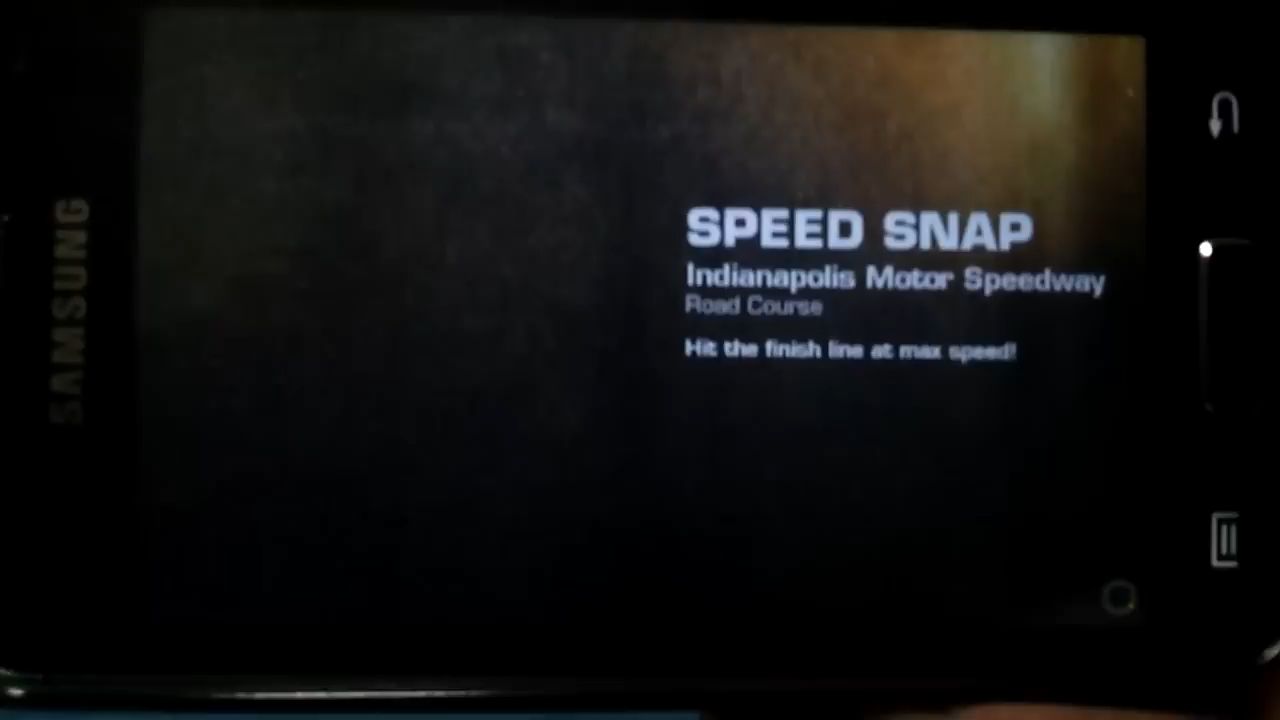 SAMSUNG
SPEED SNAP
Indianapolis Motor Speedway
Road Course
Hit the finish line at max speed!